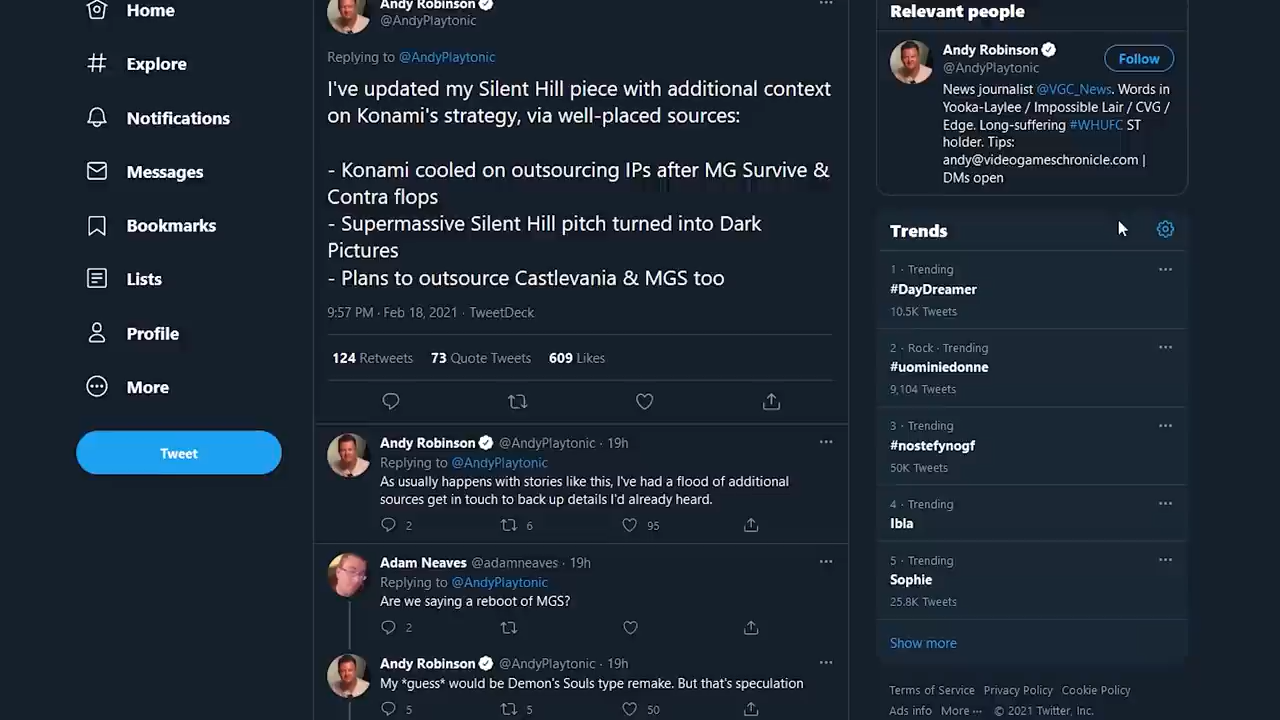 Home
Explore
Notifications
Messages
Bookmarks
Lists
Profile
More
Tweet
Andy Robinson
@AndyPlaytonic
Replying to @AndyPlaytonic
I've updated my Silent Hill piece with additional context
on Konami's strategy, via well-placed sources:
- Konami cooled on outsourcing IPs after MG Survive &
Contra flops
- Supermassive Silent Hill pitch turned into Dark
Pictures
- Plans to outsource Castlevania & MGS too
9:57 PM · Feb 18, 2021 · TweetDeck
124 Retweets 73 Quote Tweets 609 Likes
Andy Robinson @AndyPlaytonic · 19h
Replying to @AndyPlaytonic
As usually happens with stories like this, I've had a flood of additional
sources get in touch to back up details I'd already heard.
2 6 95
Adam Neaves @adamneaves · 19h
Replying to @AndyPlaytonic
Are we saying a reboot of MGS?
2
Andy Robinson @AndyPlaytonic · 19h
My *guess* would be Demon's Souls type remake. But that's speculation
5 5 50
Relevant people
Andy Robinson
@AndyPlaytonic
Follow
News journalist @VGC_News. Words in
Yooka-Laylee / Impossible Lair / CVG /
Edge. Long-suffering #WHUFC ST
holder. Tips:
andy@videogameschronicle.com |
DMs open
Trends
1 · Trending
#DayDreamer
10.5K Tweets
2 · Rock · Trending
#uominiedonne
9,104 Tweets
3 · Trending
#nostefynogf
50K Tweets
4 · Trending
Ibla
5 · Trending
Sophie
25.8K Tweets
Show more
Terms of Service Privacy Policy Cookie Policy
Ads info More ··· © 2021 Twitter, Inc.